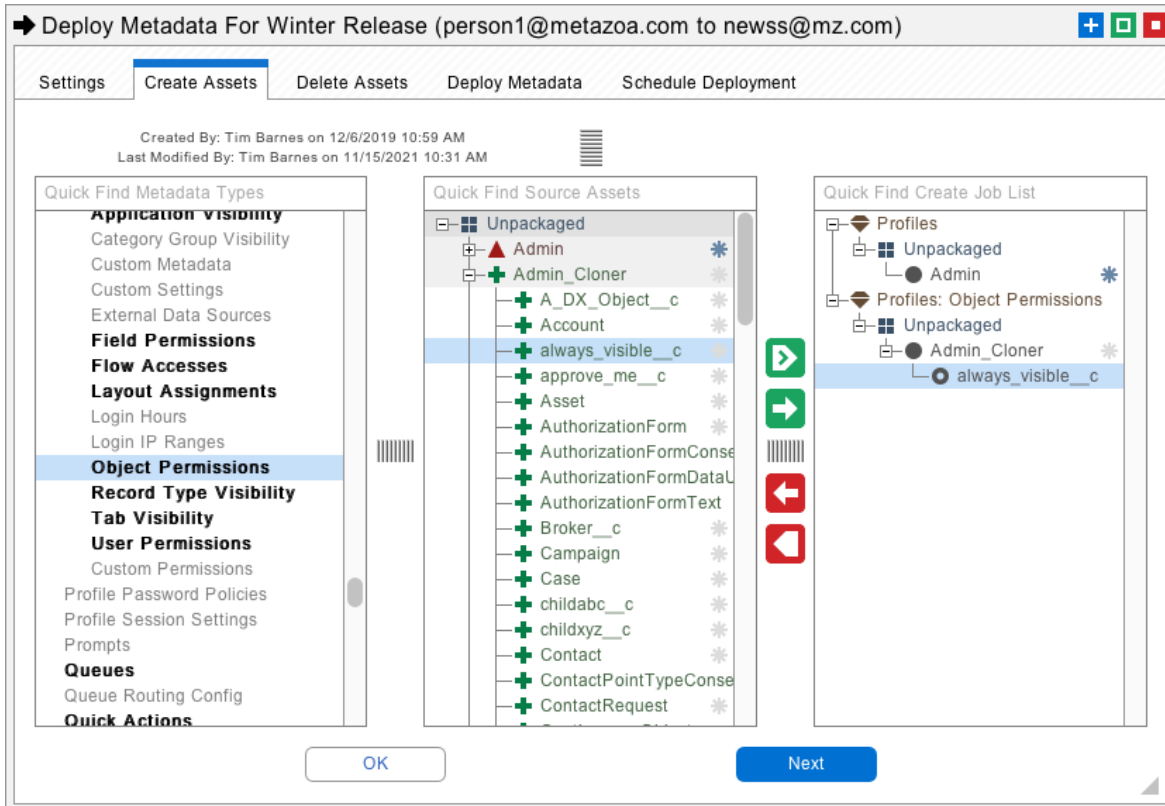 Deploy Metadata For Winter Release (person1@metazoa.com to newss@mz.com)
Settings
Create Assets
Delete Assets
Deploy Metadata
Schedule Deployment
Created By: Tim Barnes on 12/6/2019 10:59 AM
Last Modified By: Tim Barnes on 11/15/2021 10:31 AM
Quick Find Metadata Types
Application Visibility
Category Group Visibility
Custom Metadata
Custom Settings
External Data Sources
Field Permissions
Flow Accesses
Layout Assignments
Login Hours
Login IP Ranges
Object Permissions
Record Type Visibility
Tab Visibility
User Permissions
Custom Permissions
Profile Password Policies
Profile Session Settings
Prompts
Queues
Queue Routing Config
Quick Actions
Quick Find Source Assets
Unpackaged
Admin
Admin_Cloner
A_DX_Object__c
Account
always_visible__c
approve_me__c
Asset
AuthorizationForm
AuthorizationFormConse
AuthorizationFormDataU
AuthorizationFormText
Broker__c
Campaign
Case
childabc__c
childxyz__c
Contact
ContactPointTypeConse
ContactRequest
Quick Find Create Job List
Profiles
Unpackaged
Admin
Profiles: Object Permissions
Unpackaged
Admin_Cloner
always_visible__c
OK
Next